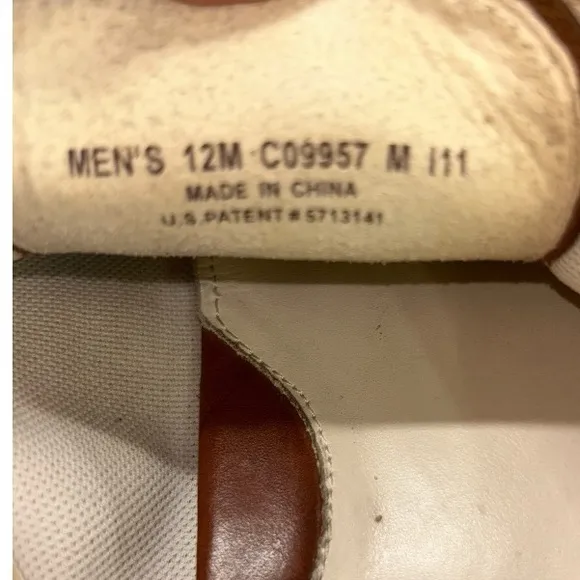 MEN'S 12M C09957 M I11
MADE IN CHINA
U.S. PATENT # 5713141